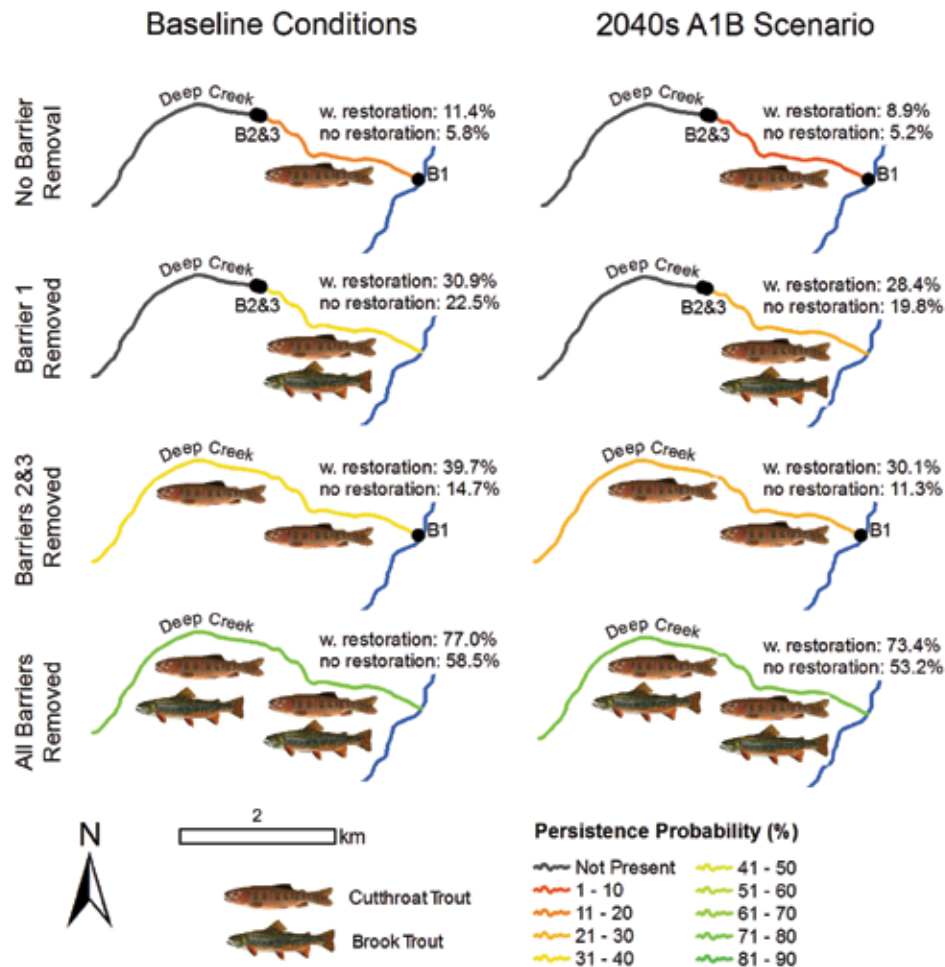 Baseline Conditions
2040s A1B Scenario
No Barrier
Removal
Deep Creek
B2&3
w. restoration: 11.4%
no restoration: 5.8%
B1
Deep Creek
B2&3
w. restoration: 8.9%
no restoration: 5.2%
B1
Barrier 1
Removed
Deep Creek
B2&3
w. restoration: 30.9%
no restoration: 22.5%
Deep Creek
B2&3
w. restoration: 28.4%
no restoration: 19.8%
Barriers 2&3
Removed
Deep Creek
w. restoration: 39.7%
no restoration: 14.7%
B1
Deep Creek
w. restoration: 30.1%
no restoration: 11.3%
B1
All Barriers
Removed
Deep Creek
w. restoration: 77.0%
no restoration: 58.5%
Deep Creek
w. restoration: 73.4%
no restoration: 53.2%
N
2
km
Cutthroat Trout
Brook Trout
Persistence Probability (%)
Not Present
1 - 10
11 - 20
21 - 30
31 - 40
41 - 50
51 - 60
61 - 70
71 - 80
81 - 90